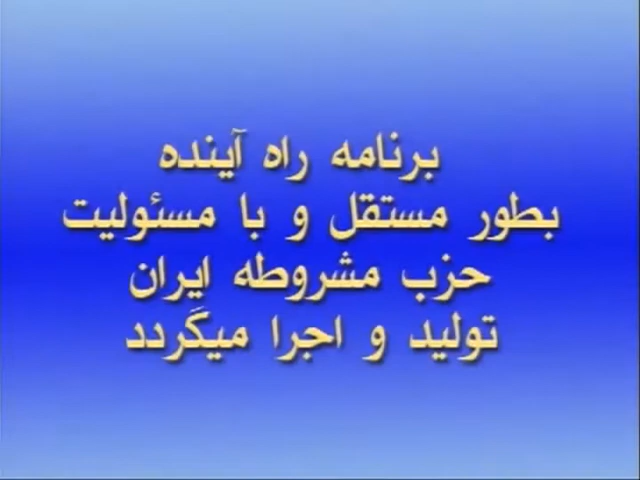 برنامه راه آینده
بطور مستقل و با مسئولیت
حزب مشروطه ایران
تولید و اجرا میگردد